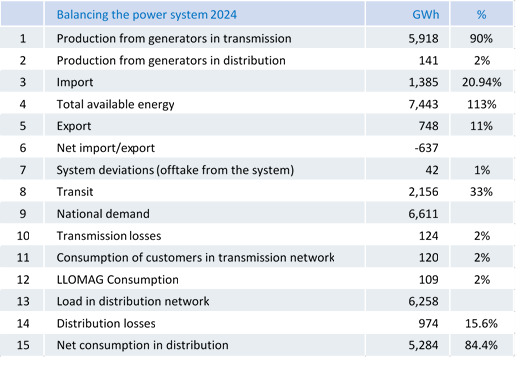 Balancing the power system 2024 GWh %
1 Production from generators in transmission 5,918 90%
2 Production from generators in distribution 141 2%
3 Import 1,385 20.94%
4 Total available energy 7,443 113%
5 Export 748 11%
6 Net import/export -637
7 System deviations (offtake from the system) 42 1%
8 Transit 2,156 33%
9 National demand 6,611
10 Transmission losses 124 2%
11 Consumption of customers in transmission network 120 2%
12 LLOMAG Consumption 109 2%
13 Load in distribution network 6,258
14 Distribution losses 974 15.6%
15 Net consumption in distribution 5,284 84.4%